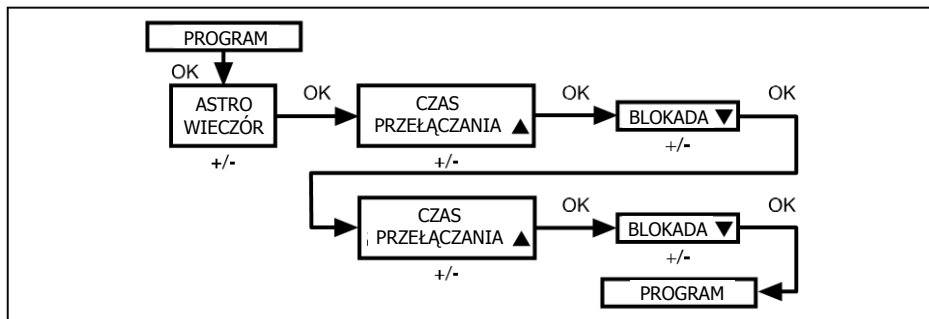 PROGRAM
OK
ASTRO
WIECZÓR
+/-
OK
CZAS
PRZEŁĄCZANIA ▲
+/-
OK
BLOKADA ▼
+/-
OK
CZAS
PRZEŁĄCZANIA ▲
+/-
OK
BLOKADA ▼
+/-
OK
PROGRAM